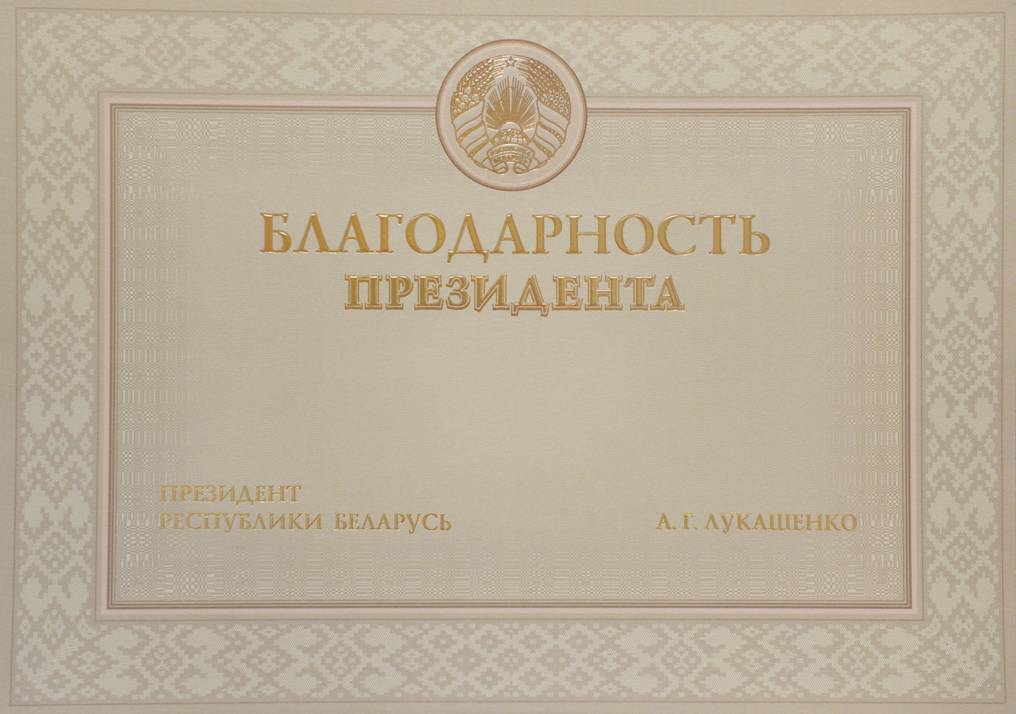 БЛАГОДАРНОСТЬ
ПРЕЗИДЕНТА
ПРЕЗИДЕНТ
РЕСПУБЛИКИ БЕЛАРУСЬ
А. Г. ЛУКАШЕНКО